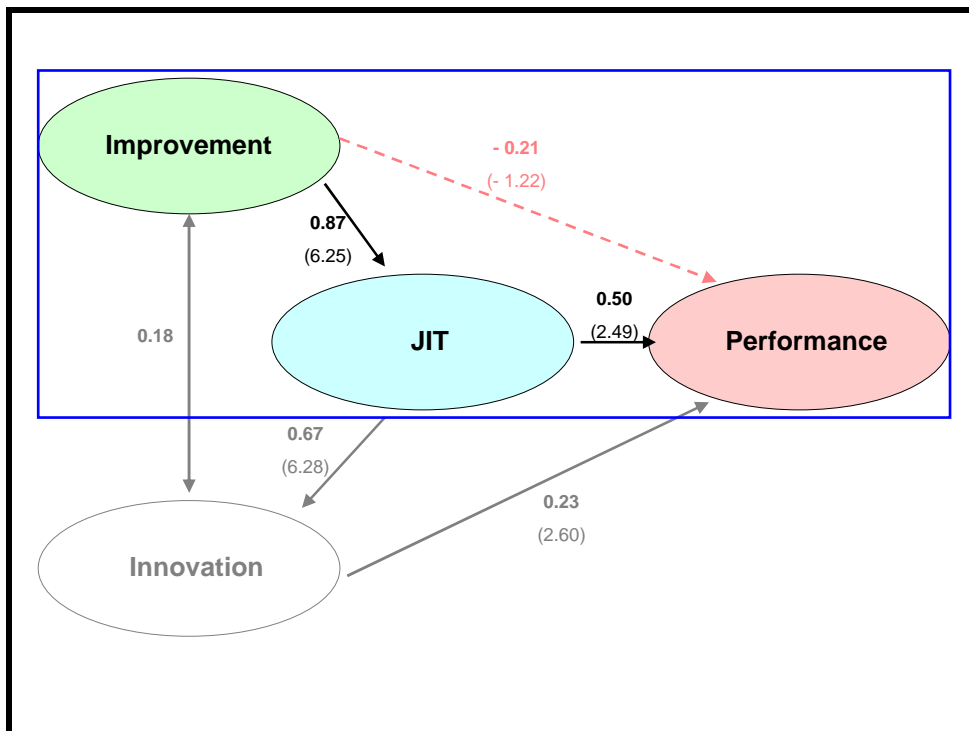 Improvement
- 0.21
(- 1.22)
0.87
(6.25)
0.50
(2.49)
0.18
JIT
Performance
0.67
(6.28)
0.23
(2.60)
Innovation